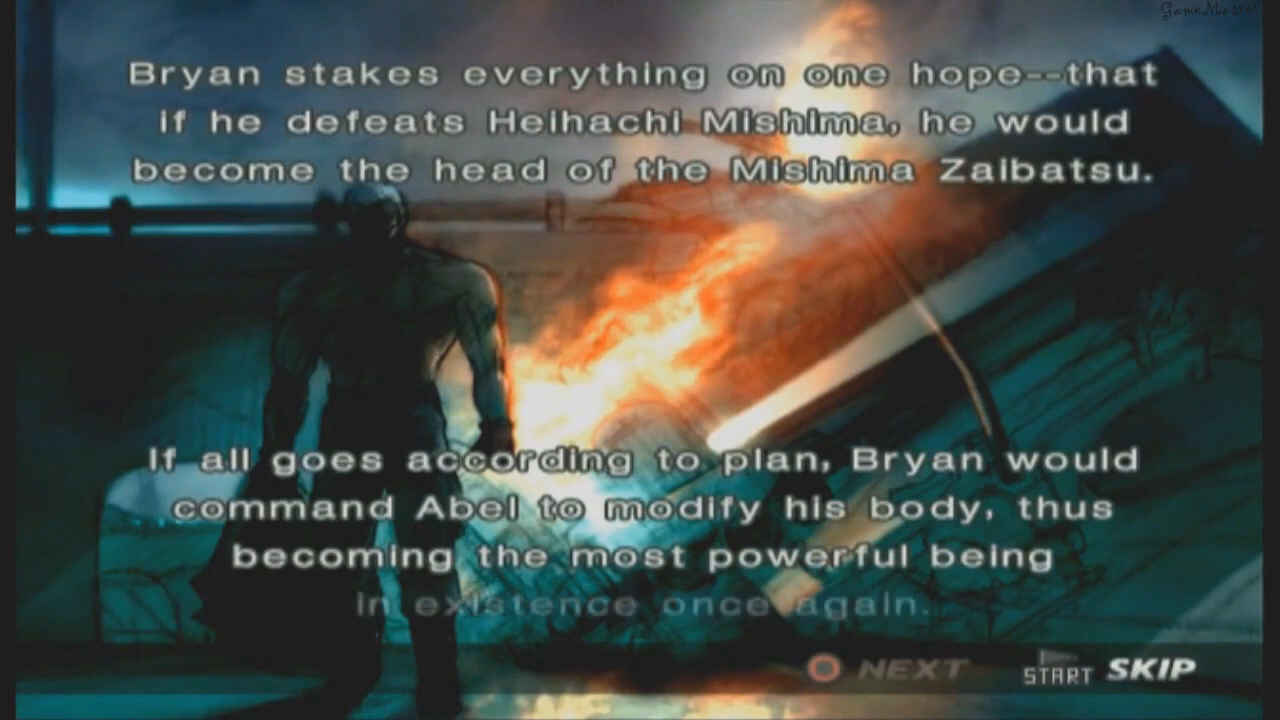 GameMaster
Bryan stakes everything on one hope--that
if he defeats Heihachi Mishima, he would
become the head of the Mishima Zaibatsu.
If all goes according to plan, Bryan would
command Abel to modify his body, thus
becoming the most powerful being
in existence once again.
NEXT START SKIP